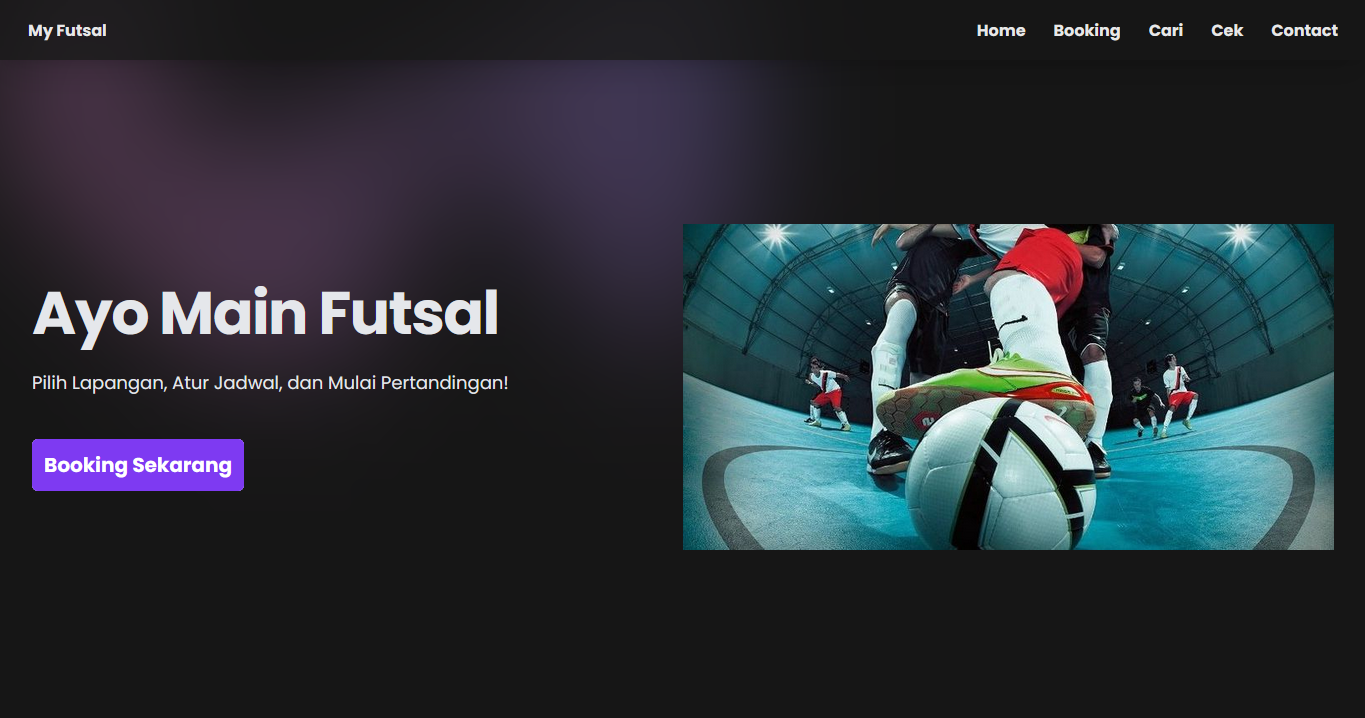 My Futsal
Home Booking Cari Cek Contact
Ayo Main Futsal
Pilih Lapangan, Atur Jadwal, dan Mulai Pertandingan!
Booking Sekarang